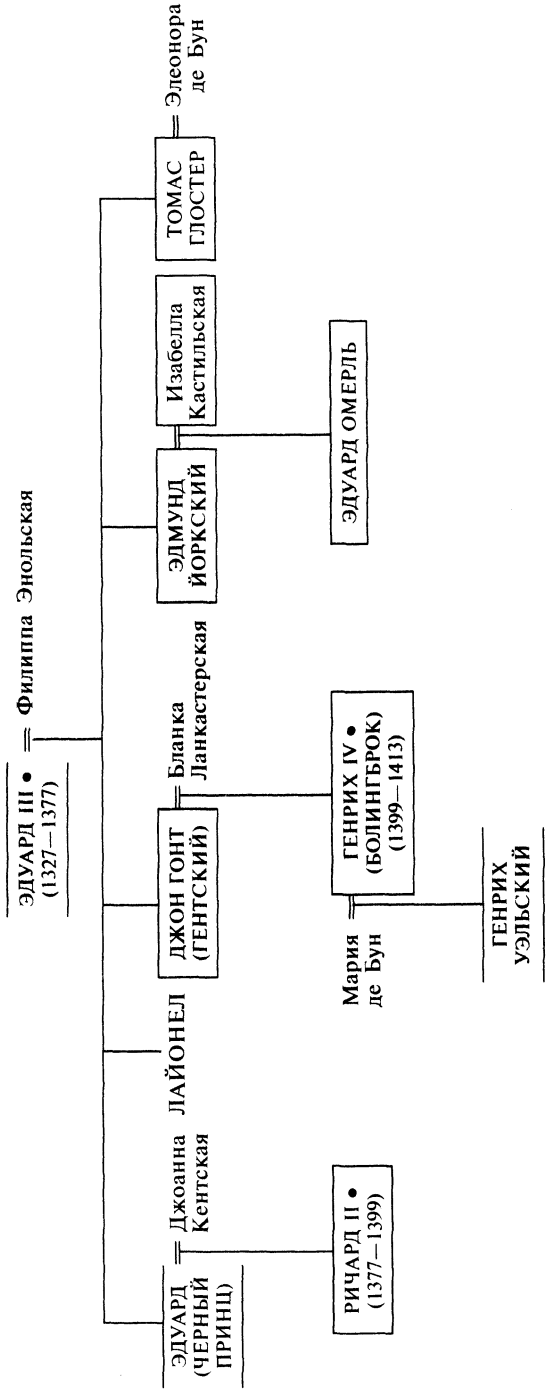 ЭДУАРД III ●
(1327—1377)
═ Филиппа Энольская
ЭДУАРД
(ЧЕРНЫЙ
ПРИНЦ)
═ Джоанна
Кентская
ЛАЙОНЕЛ
ДЖОН ГОНТ
(ГЕНТСКИЙ)
═ Бланка
Ланкастерская
ЭДМУНД
ЙОРКСКИЙ
═ Изабелла
Кастильская
ТОМАС
ГЛОСТЕР
═ Элеонора
де Бун
РИЧАРД II ●
(1377—1399)
Мария
де Бун
═ ГЕНРИХ IV ●
(БОЛИНГБРОК)
(1399—1413)
ЭДУАРД ОМЕРЛЬ
ГЕНРИХ
УЭЛЬСКИЙ